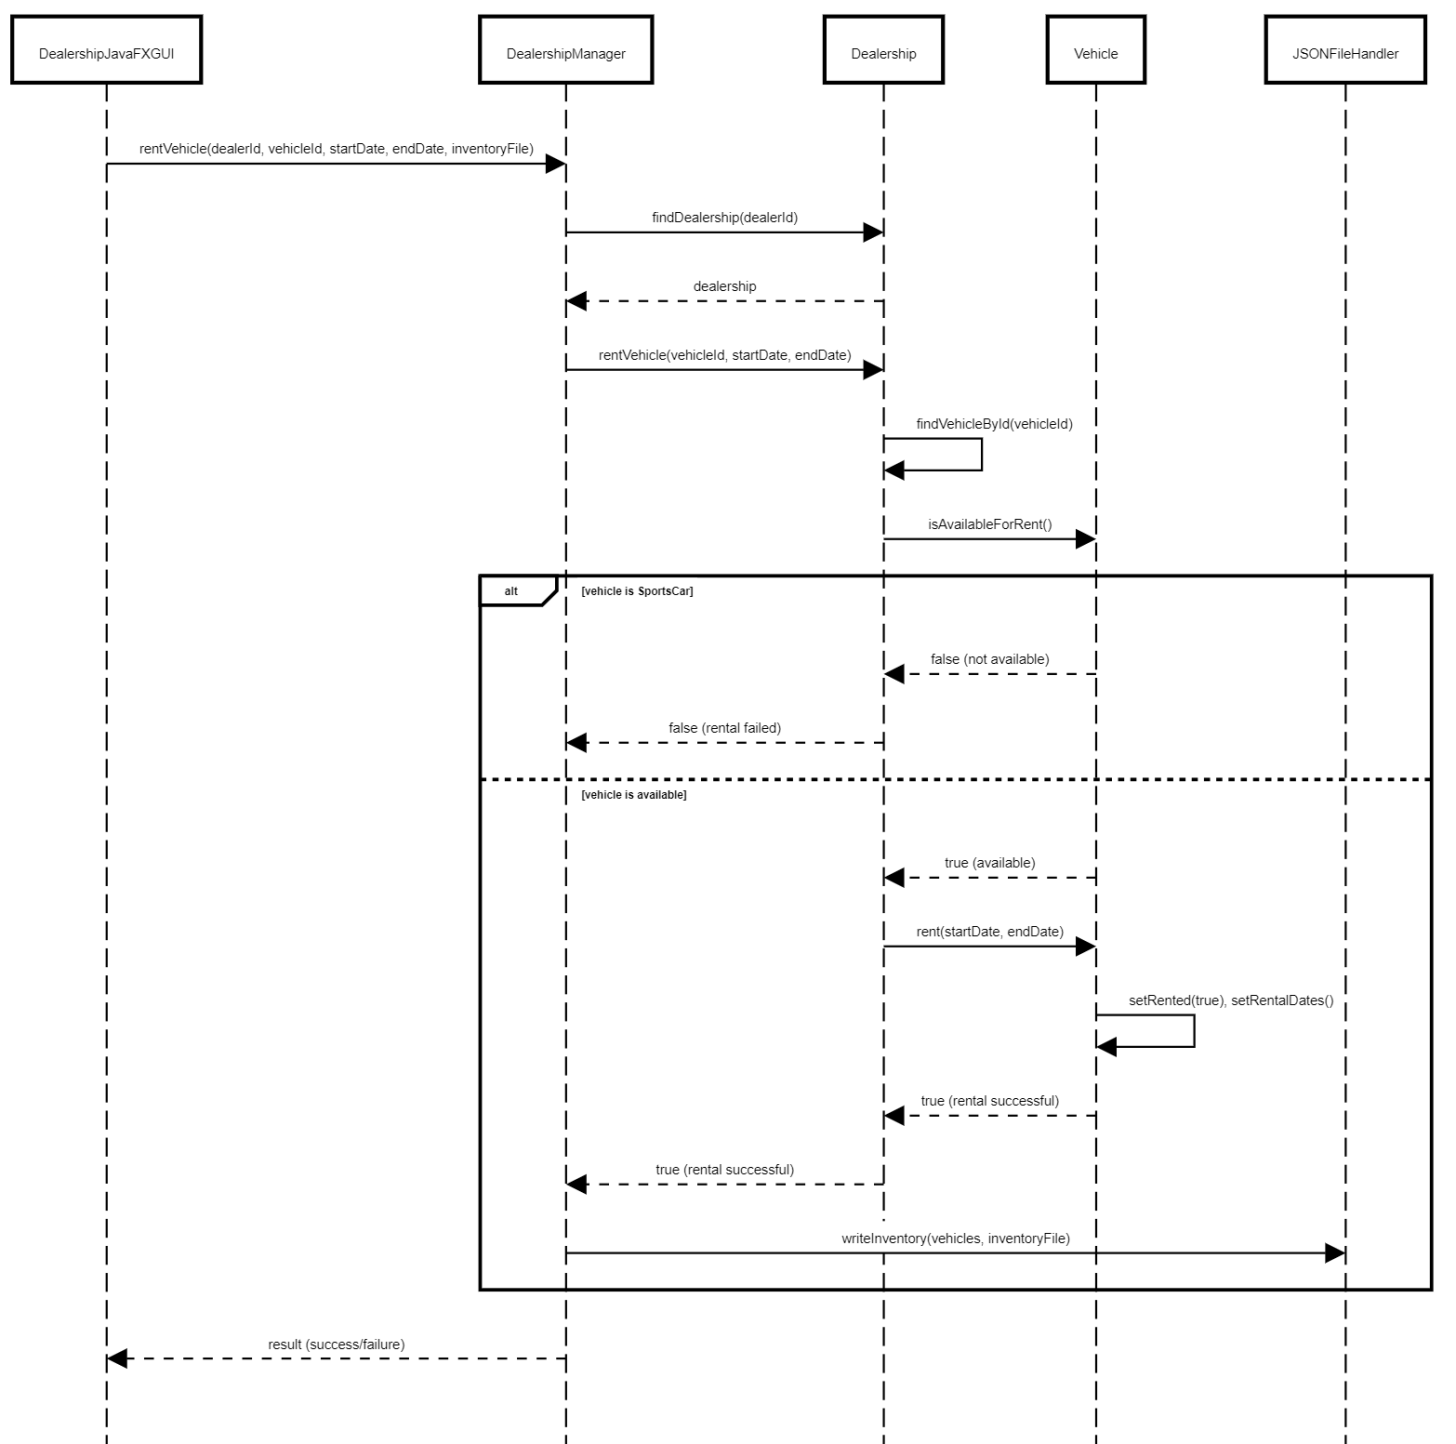 DealershipJavaFXGUI
DealershipManager
Dealership
Vehicle
JSONFileHandler
rentVehicle(dealerId, vehicleId, startDate, endDate, inventoryFile)
findDealership(dealerId)
dealership
rentVehicle(vehicleId, startDate, endDate)
findVehicleById(vehicleId)
isAvailableForRent()
alt
[vehicle is SportsCar]
false (not available)
false (rental failed)
[vehicle is available]
true (available)
rent(startDate, endDate)
setRented(true), setRentalDates()
true (rental successful)
true (rental successful)
writeInventory(vehicles, inventoryFile)
result (success/failure)